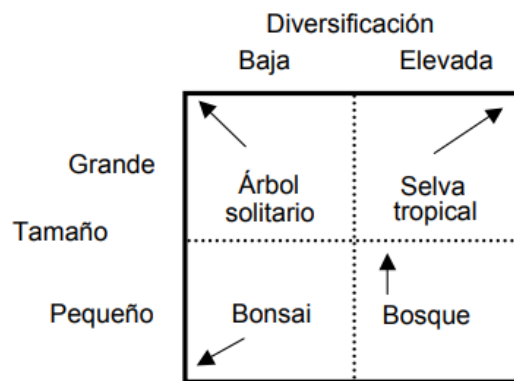 Diversificación
Baja Elevada
Grande
Árbol
solitario
Selva
tropical
Tamaño
Pequeño
Bonsai
Bosque